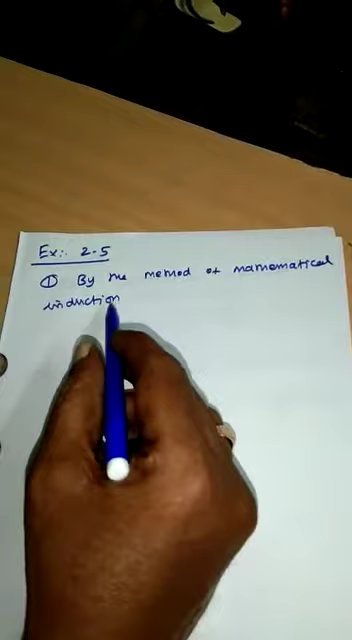 Ex:- 2.5
① By the method of mathematical
induction